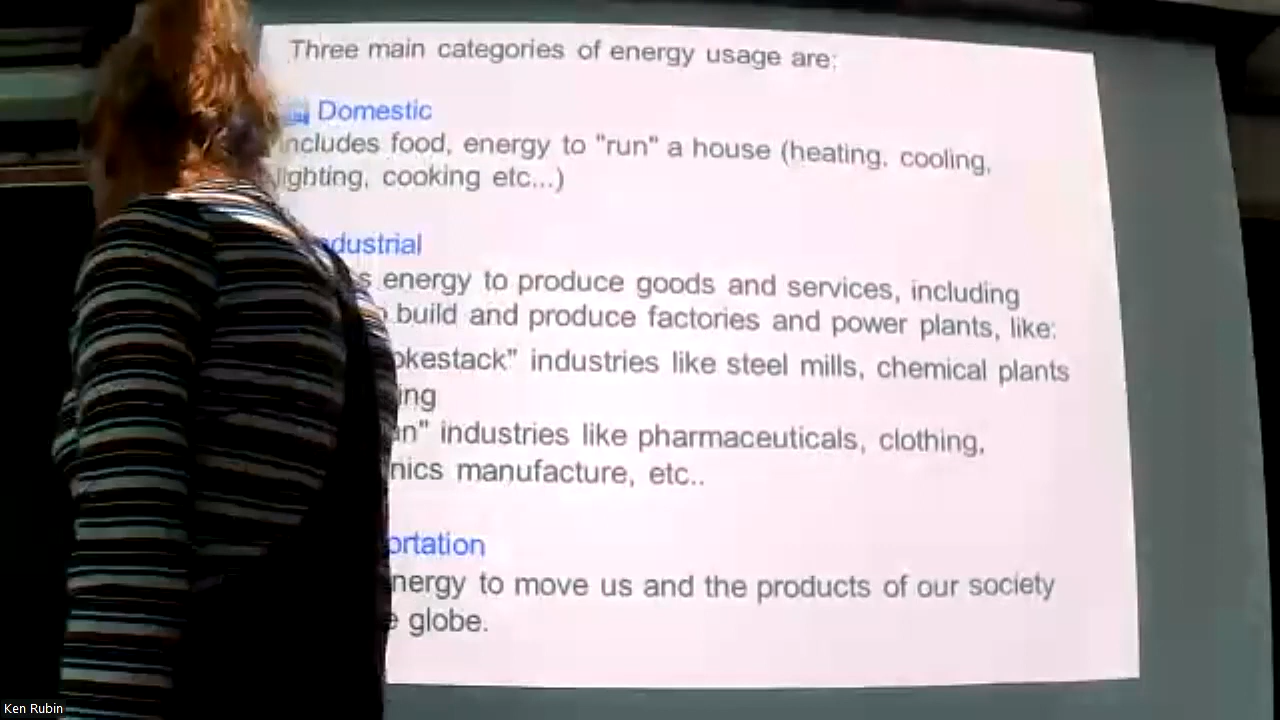 Three main categories of energy usage are:
Domestic
includes food, energy to "run" a house (heating, cooling,
lighting, cooking etc...)
energy to produce goods and services, including
build and produce factories and power plants, like:
industries like steel mills, chemical plants
industries like pharmaceuticals, clothing,
manufacture, etc..
to move us and the products of our society
globe.
Ken Rubin